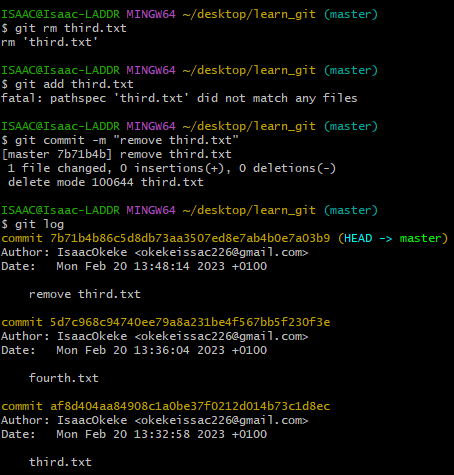 ISAAC@Isaac-LADDR MINGW64 ~/desktop/learn_git (master)
$ git rm third.txt
rm 'third.txt'
ISAAC@Isaac-LADDR MINGW64 ~/desktop/learn_git (master)
$ git add third.txt
fatal: pathspec 'third.txt' did not match any files
ISAAC@Isaac-LADDR MINGW64 ~/desktop/learn_git (master)
$ git commit -m "remove third.txt"
[master 7b71b4b] remove third.txt
 1 file changed, 0 insertions(+), 0 deletions(-)
 delete mode 100644 third.txt
ISAAC@Isaac-LADDR MINGW64 ~/desktop/learn_git (master)
$ git log
commit 7b71b4b86c5d8db73aa3507ed8e7ab4b0e7a03b9 (HEAD -> master)
Author: IsaacOkeke <okekeissac226@gmail.com>
Date:   Mon Feb 20 13:48:14 2023 +0100
    remove third.txt
commit 5d7c968c94740ee79a8a231be4f567bb5f230f3e
Author: IsaacOkeke <okekeissac226@gmail.com>
Date:   Mon Feb 20 13:36:04 2023 +0100
    fourth.txt
commit af8d404aa84908c1a0be37f0212d014b73c1d8ec
Author: IsaacOkeke <okekeissac226@gmail.com>
Date:   Mon Feb 20 13:32:58 2023 +0100
    third.txt